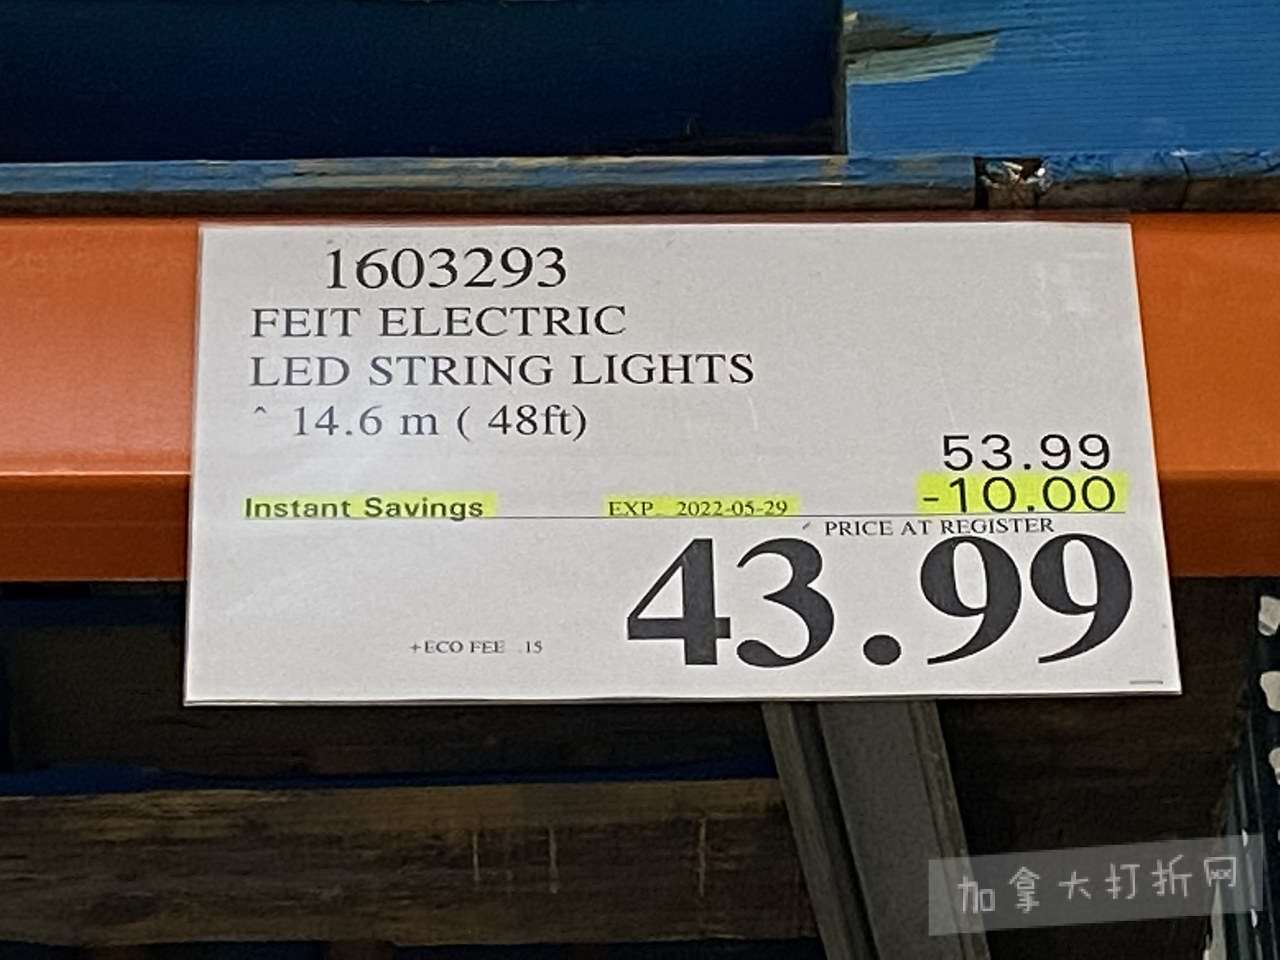 1603293
FEIT ELECTRIC
LED STRING LIGHTS
^ 14.6 m ( 48ft)
53.99
Instant Savings EXP. 2022-05-29 -10.00
PRICE AT REGISTER
43.99
+ECO FEE .15
加拿大打折网